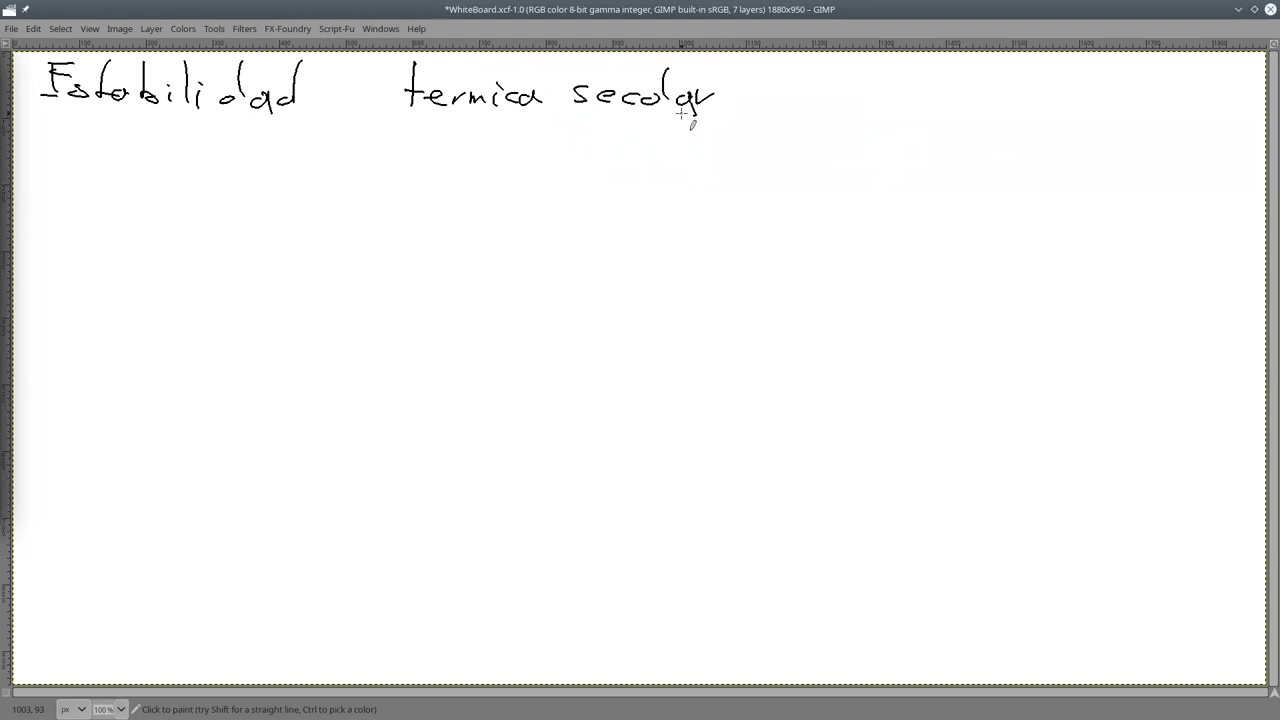 *WhiteBoard.xcf-1.0 (RGB color 8-bit gamma integer, GIMP built-in sRGB, 7 layers) 1880x950 – GIMP
File Edit Select View Image Layer Colors Tools Filters FX-Foundry Script-Fu Windows Help
Estabilidad termica secolar
1003, 93 px 100% Click to paint (try Shift for a straight line, Ctrl to pick a color)